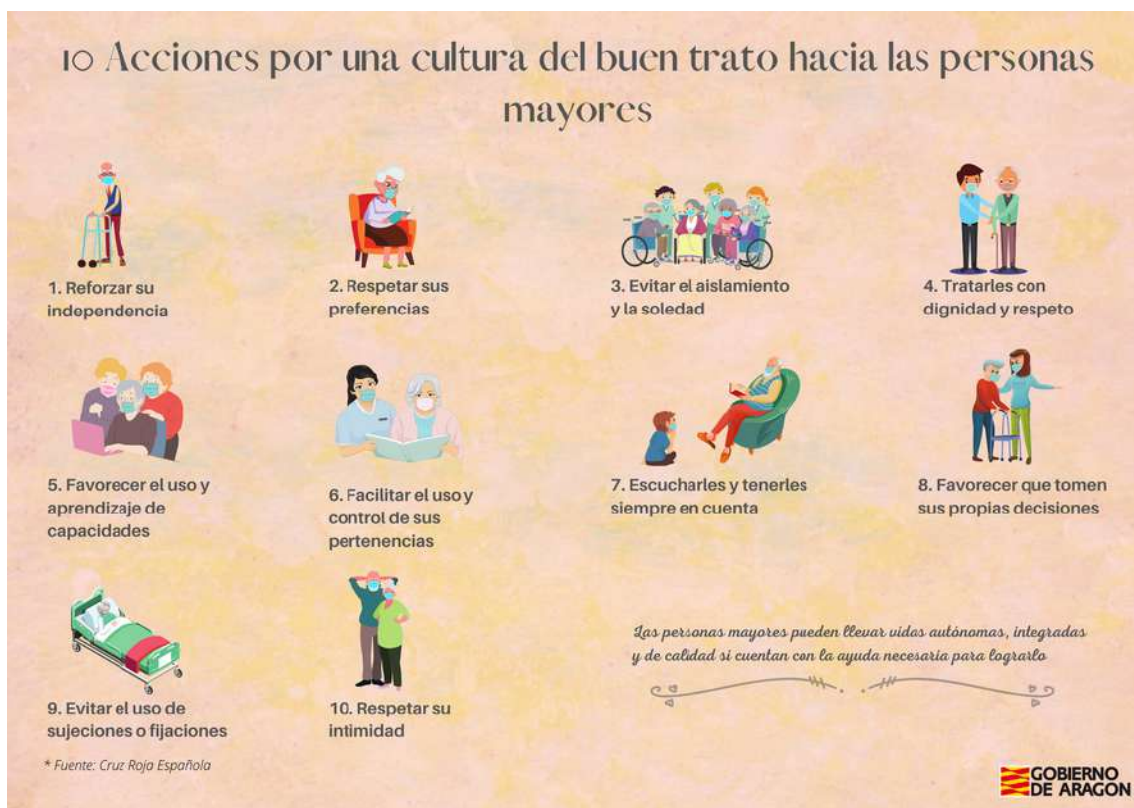 10 Acciones por una cultura del buen trato hacia las personas
mayores
1. Reforzar su
independencia
2. Respetar sus
preferencias
3. Evitar el aislamiento
y la soledad
4. Tratarles con
dignidad y respeto
5. Favorecer el uso y
aprendizaje de
capacidades
6. Facilitar el uso y
control de sus
pertenencias
7. Escucharles y tenerles
siempre en cuenta
8. Favorecer que tomen
sus propias decisiones
9. Evitar el uso de
sujeciones o fijaciones
10. Respetar su
intimidad
Las personas mayores pueden llevar vidas autónomas, integradas
y de calidad si cuentan con la ayuda necesaria para lograrlo
* Fuente: Cruz Roja Española
GOBIERNO
DE ARAGON